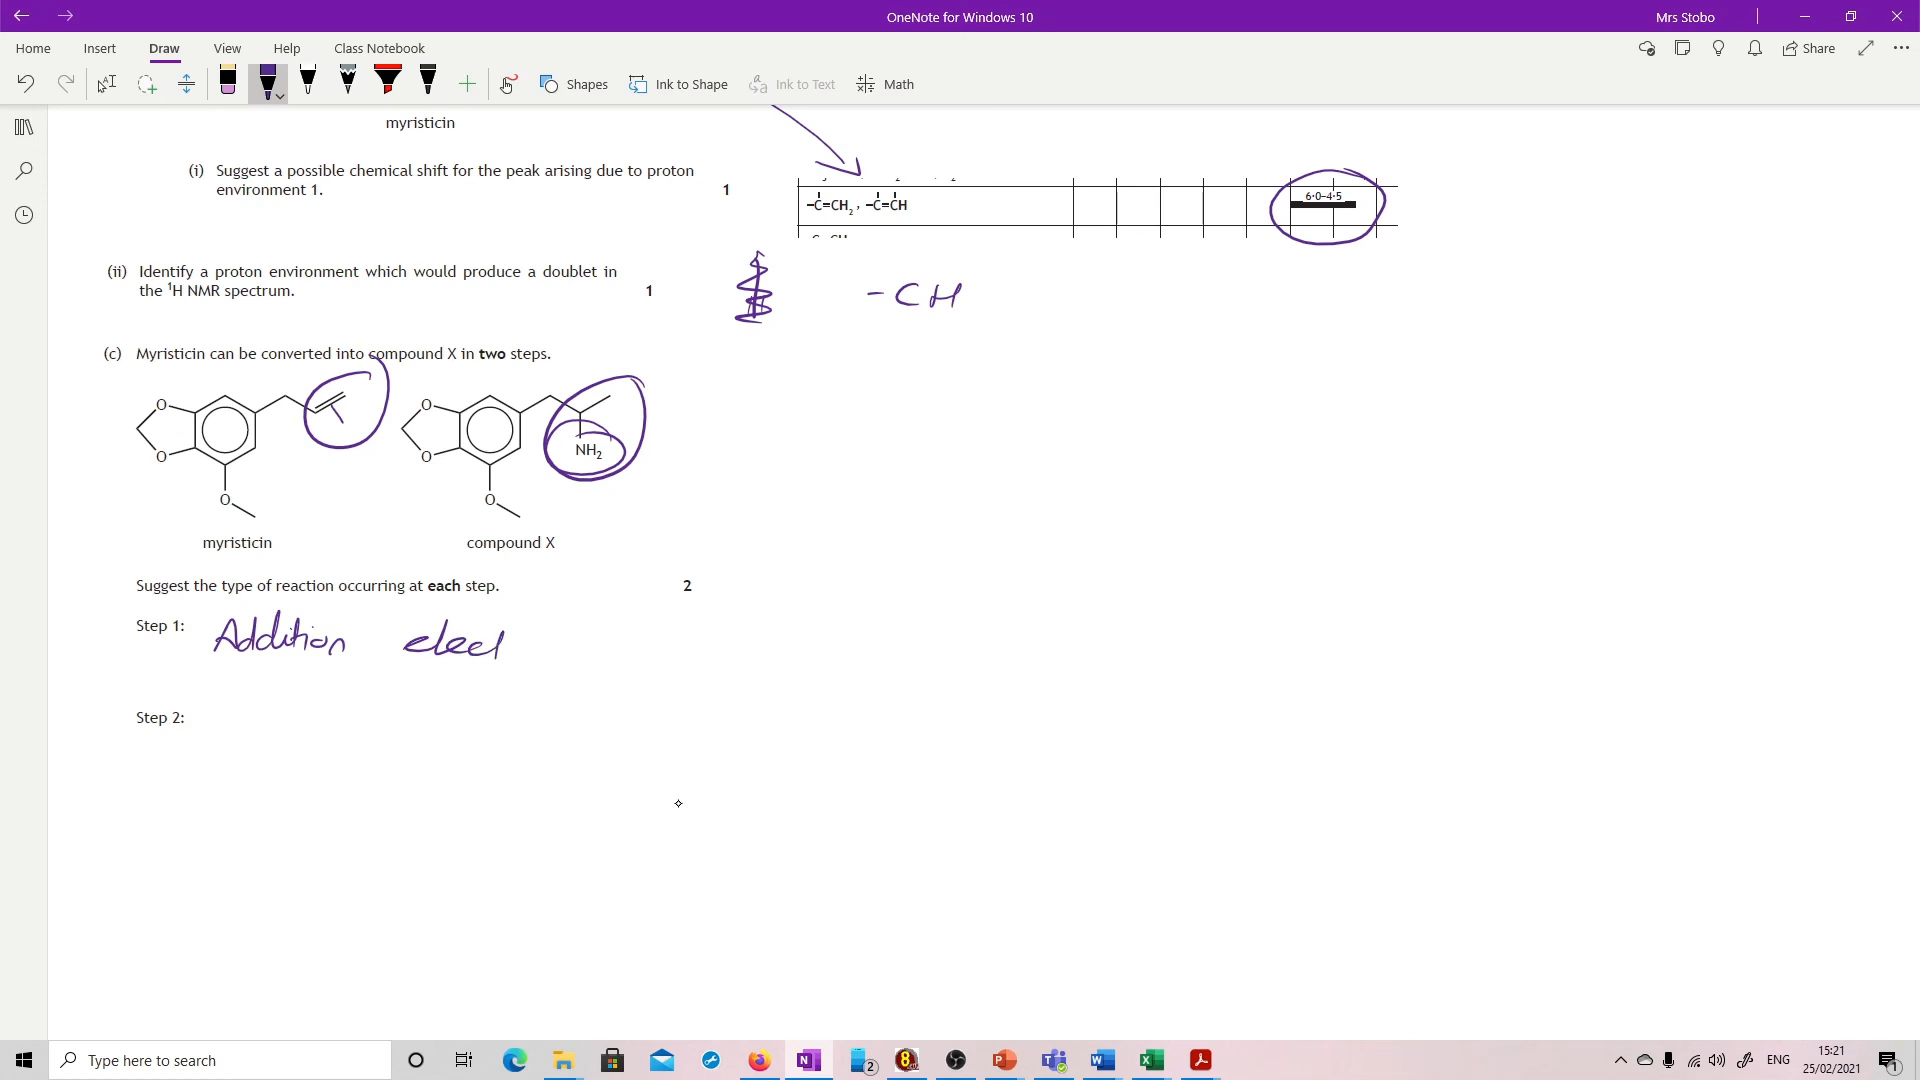 OneNote for Windows 10
Mrs Stobo
Home Insert Draw View Help Class Notebook
Share
Shapes
Ink to Shape
Ink to Text
Math
myristicin
(i) Suggest a possible chemical shift for the peak arising due to proton
environment 1. 1
–C=CH2, –C=CH
6·0–4·5
(ii) Identify a proton environment which would produce a doublet in
the 1H NMR spectrum. 1
-CH
(c) Myristicin can be converted into compound X in two steps.
O O O
O O NH2 O
myristicin
compound X
Suggest the type of reaction occurring at each step. 2
Step 1: Addition elect
Step 2:
Type here to search
ENG
15:21
25/02/2021